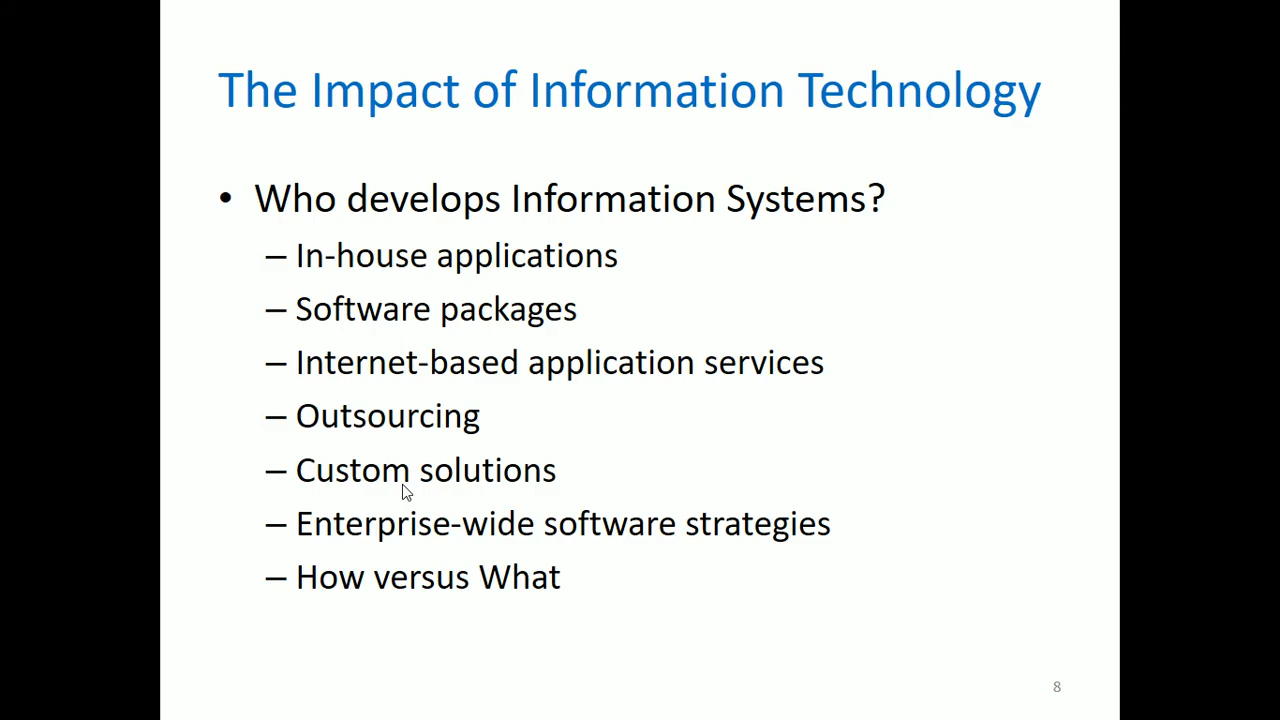 The Impact of Information Technology
• Who develops Information Systems?
– In-house applications
– Software packages
– Internet-based application services
– Outsourcing
– Custom solutions
– Enterprise-wide software strategies
– How versus What
8